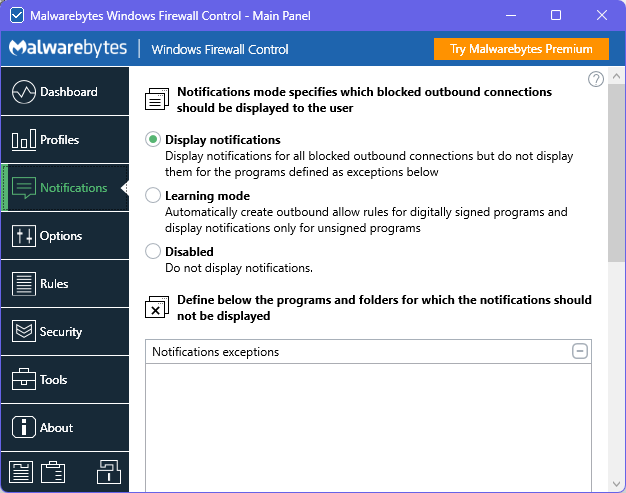 Malwarebytes Windows Firewall Control - Main Panel
Malwarebytes
Windows Firewall Control
Try Malwarebytes Premium
Dashboard
Profiles
Notifications
Options
Rules
Security
Tools
About
?
Notifications mode specifies which blocked outbound connections
should be displayed to the user
Display notifications
Display notifications for all blocked outbound connections but do not display
them for the programs defined as exceptions below
Learning mode
Automatically create outbound allow rules for digitally signed programs and
display notifications only for unsigned programs
Disabled
Do not display notifications.
Define below the programs and folders for which the notifications should
not be displayed
Notifications exceptions